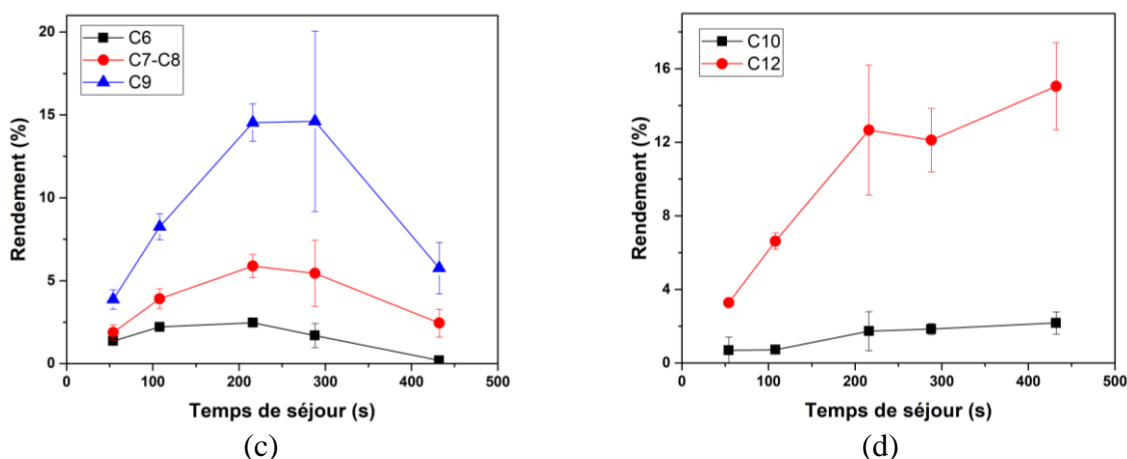 C6
C7-C8
C9
20
15
10
5
0
Rendement (%)
0 100 200 300 400 500
Temps de séjour (s)
(c)
C10
C12
16
12
8
4
0
Rendement (%)
0 100 200 300 400 500
Temps de séjour (s)
(d)